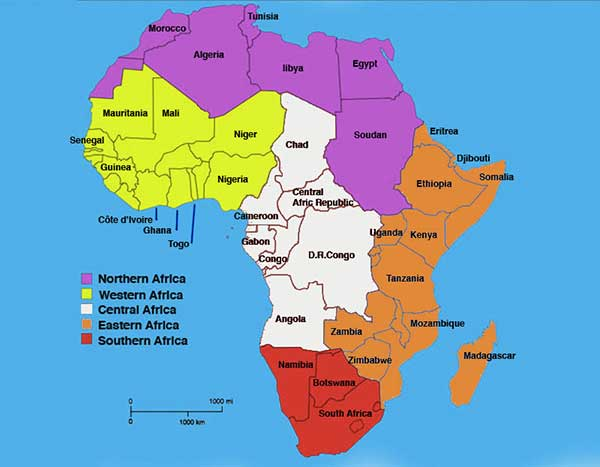 Tunisia
Morocco
Algeria
libya
Egypt
Mauritania
Mali
Niger
Chad
Soudan
Eritrea
Senegal
Guinea
Nigeria
Djibouti
Somalia
Ethiopia
Central
Afric Republic
Côte d'Ivoire
Ghana
Togo
Cameroon
Gabon
Congo
D.R.Congo
Uganda
Kenya
Tanzania
Angola
Zambia
Mozambique
Zimbabwe
Madagascar
Namibia
Botswana
South Africa
Northern Africa
Western Africa
Central Africa
Eastern Africa
Southern Africa
0
1000 mi
0
1000 km